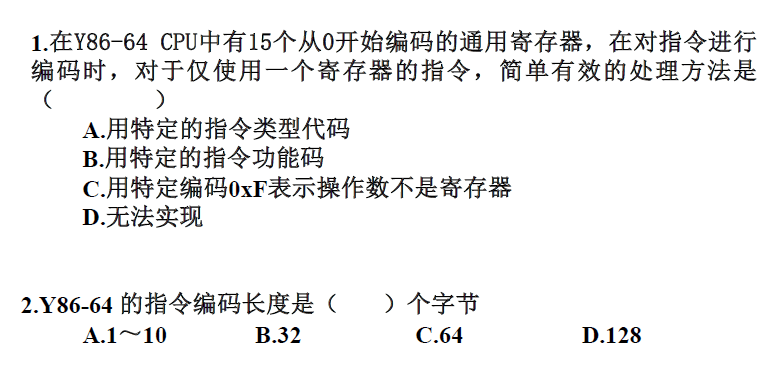 1.在Y86-64 CPU中有15个从0开始编码的通用寄存器，在对指令进行
编码时，对于仅使用一个寄存器的指令，简单有效的处理方法是
（ ）
A.用特定的指令类型代码
B.用特定的指令功能码
C.用特定编码0xF表示操作数不是寄存器
D.无法实现
2.Y86-64 的指令编码长度是（ ）个字节
A.1～10 B.32 C.64 D.128